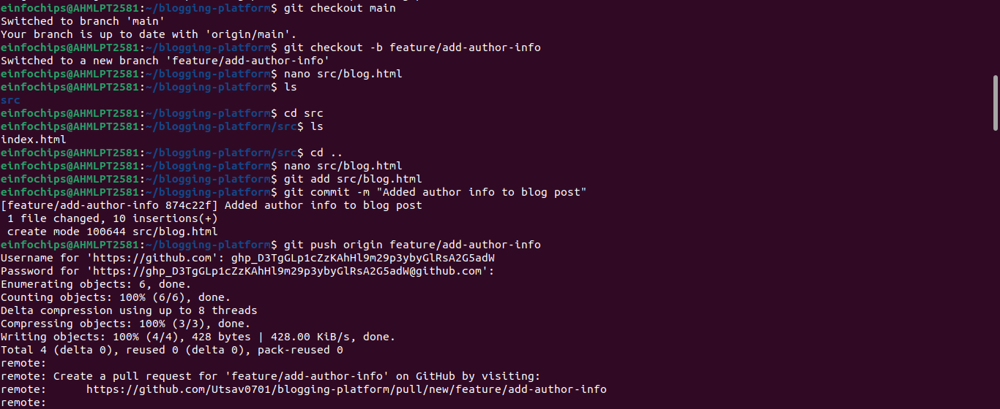 einfochips@AHMLPT2581:~/blogging-platform$ git checkout main
Switched to branch 'main'
Your branch is up to date with 'origin/main'.
einfochips@AHMLPT2581:~/blogging-platform$ git checkout -b feature/add-author-info
Switched to a new branch 'feature/add-author-info'
einfochips@AHMLPT2581:~/blogging-platform$ nano src/blog.html
einfochips@AHMLPT2581:~/blogging-platform$ ls
src
einfochips@AHMLPT2581:~/blogging-platform$ cd src
einfochips@AHMLPT2581:~/blogging-platform/src$ ls
index.html
einfochips@AHMLPT2581:~/blogging-platform/src$ cd ..
einfochips@AHMLPT2581:~/blogging-platform$ nano src/blog.html
einfochips@AHMLPT2581:~/blogging-platform$ git add src/blog.html
einfochips@AHMLPT2581:~/blogging-platform$ git commit -m "Added author info to blog post"
[feature/add-author-info 874c22f] Added author info to blog post
 1 file changed, 10 insertions(+)
 create mode 100644 src/blog.html
einfochips@AHMLPT2581:~/blogging-platform$ git push origin feature/add-author-info
Username for 'https://github.com': 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
Password for 'https://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@github.com':
Enumerating objects: 6, done.
Counting objects: 100% (6/6), done.
Delta compression using up to 8 threads
Compressing objects: 100% (3/3), done.
Writing objects: 100% (4/4), 428 bytes | 428.00 KiB/s, done.
Total 4 (delta 0), reused 0 (delta 0), pack-reused 0
remote:
remote: Create a pull request for 'feature/add-author-info' on GitHub by visiting:
remote:      https://github.com/Utsav0701/blogging-platform/pull/new/feature/add-author-info
remote: